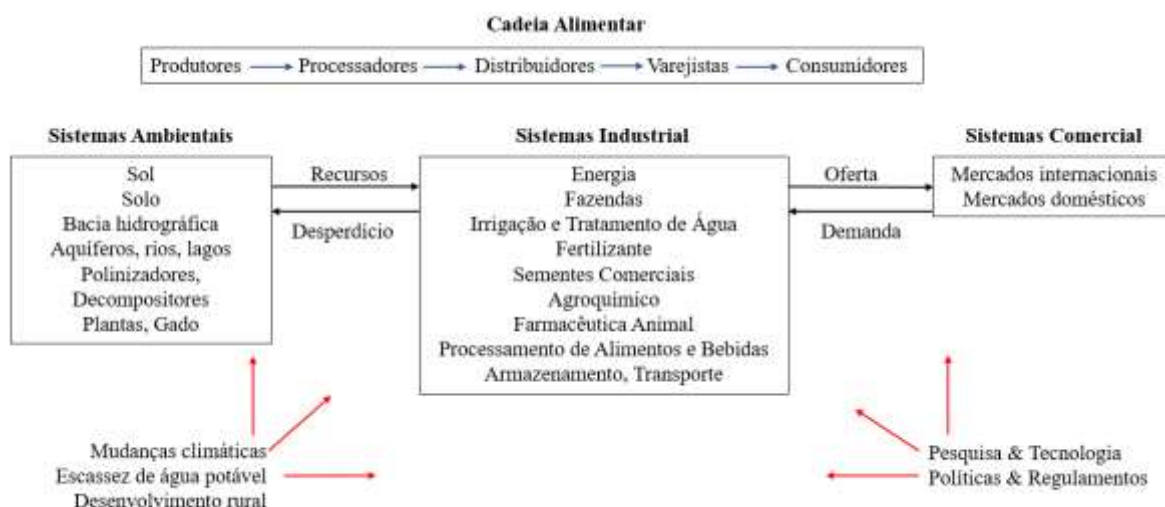 Cadeia Alimentar
Produtores Processadores Distribuidores Varejistas Consumidores
Sistemas Ambientais
Sol
Solo
Bacia hidrográfica
Aquíferos, rios, lagos
Polinizadores,
Decompositores
Plantas, Gado
Recursos
Desperdício
Sistemas Industrial
Energia
Fazendas
Irrigação e Tratamento de Água
Fertilizante
Sementes Comerciais
Agroquímico
Farmacêutica Animal
Processamento de Alimentos e Bebidas
Armazenamento, Transporte
Oferta
Demanda
Sistemas Comercial
Mercados internacionais
Mercados domésticos
Mudanças climáticas
Escassez de água potável
Desenvolvimento rural
Pesquisa & Tecnologia
Políticas & Regulamentos